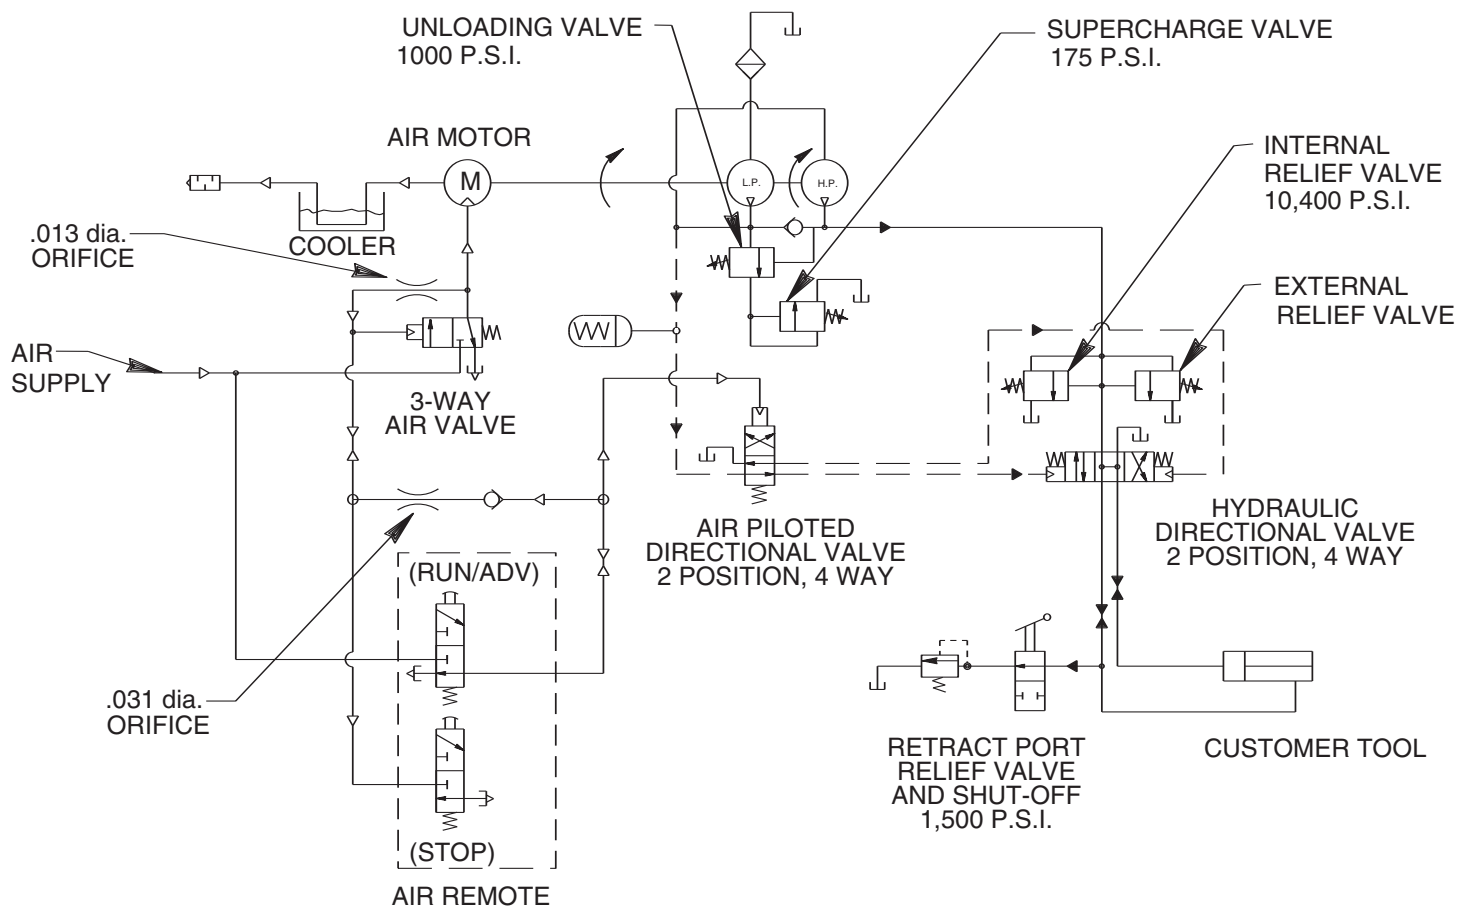 UNLOADING VALVE
1000 P.S.I.
SUPERCHARGE VALVE
175 P.S.I.
AIR MOTOR
INTERNAL
RELIEF VALVE
10,400 P.S.I.
M
L.P.
H.P.
.013 dia.
ORIFICE
COOLER
EXTERNAL
RELIEF VALVE
AIR
SUPPLY
3-WAY
AIR VALVE
AIR PILOTED
DIRECTIONAL VALVE
2 POSITION, 4 WAY
HYDRAULIC
DIRECTIONAL VALVE
2 POSITION, 4 WAY
(RUN/ADV)
.031 dia.
ORIFICE
RETRACT PORT
RELIEF VALVE
AND SHUT-OFF
1,500 P.S.I.
CUSTOMER TOOL
(STOP)
AIR REMOTE